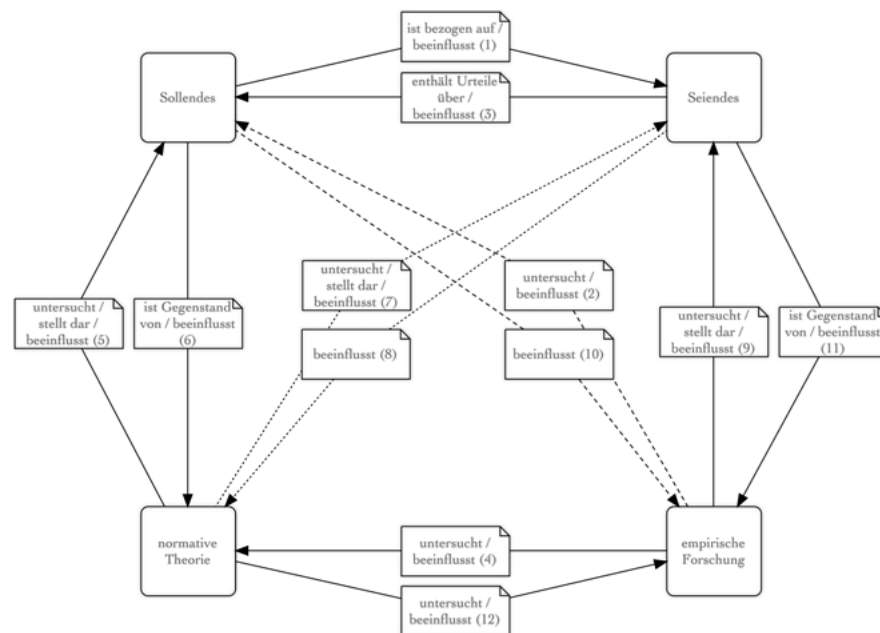 ist bezogen auf /
beeinflusst (1)
Sollendes
enthält Urteile
über /
beeinflusst (3)
Seiendes
untersucht /
stellt dar /
beeinflusst (7)
untersucht /
beeinflusst (2)
untersucht /
stellt dar /
beeinflusst (5)
ist Gegenstand
von / beeinflusst
(6)
beeinflusst (8)
beeinflusst (10)
untersucht /
stellt dar /
beeinflusst (9)
ist Gegenstand
von / beeinflusst
(11)
normative
Theorie
untersucht /
beeinflusst (4)
empirische
Forschung
untersucht /
beeinflusst (12)